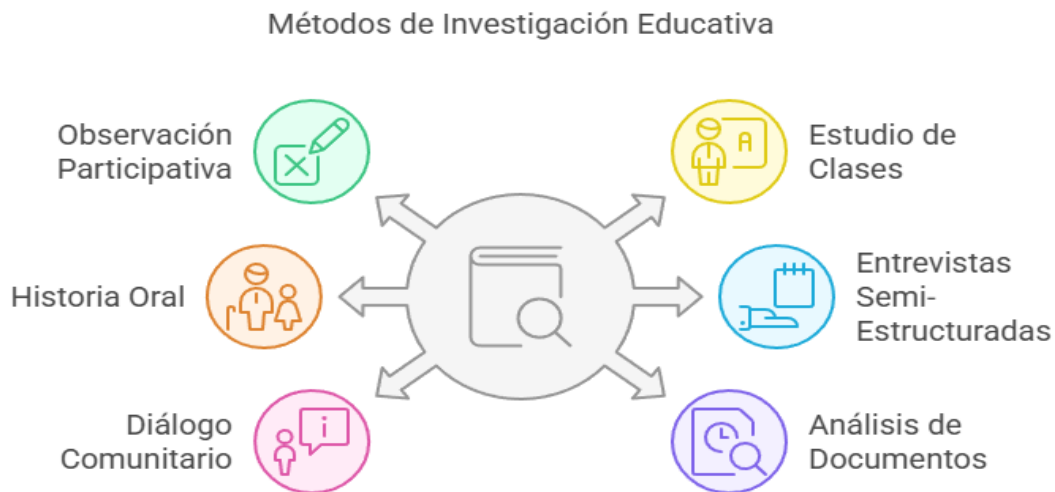 Métodos de Investigación Educativa
Observación
Participativa
Estudio de
Clases
Historia Oral
Entrevistas
Semi-
Estructuradas
Diálogo
Comunitario
Análisis de
Documentos